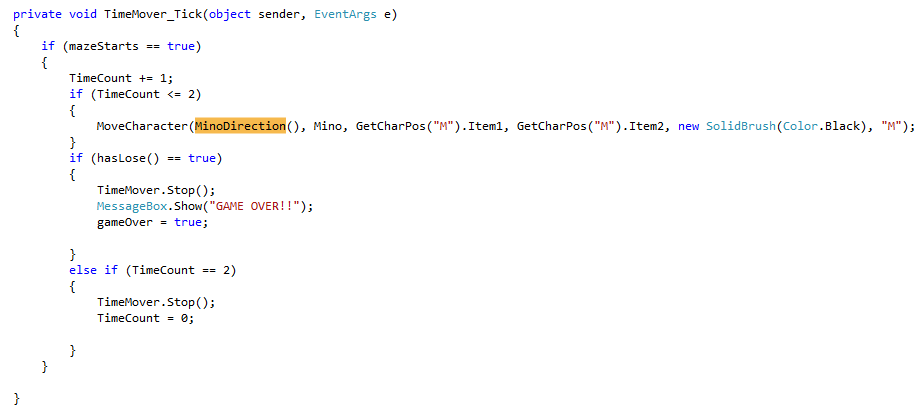 private void TimeMover_Tick(object sender, EventArgs e)
{
if (mazeStarts == true)
{
TimeCount += 1;
if (TimeCount <= 2)
{
MoveCharacter(MinoDirection(), Mino, GetCharPos("M").Item1, GetCharPos("M").Item2, new SolidBrush(Color.Black), "M");
}
if (hasLose() == true)
{
TimeMover.Stop();
MessageBox.Show("GAME OVER!!");
gameOver = true;
}
else if (TimeCount == 2)
{
TimeMover.Stop();
TimeCount = 0;
}
}
}